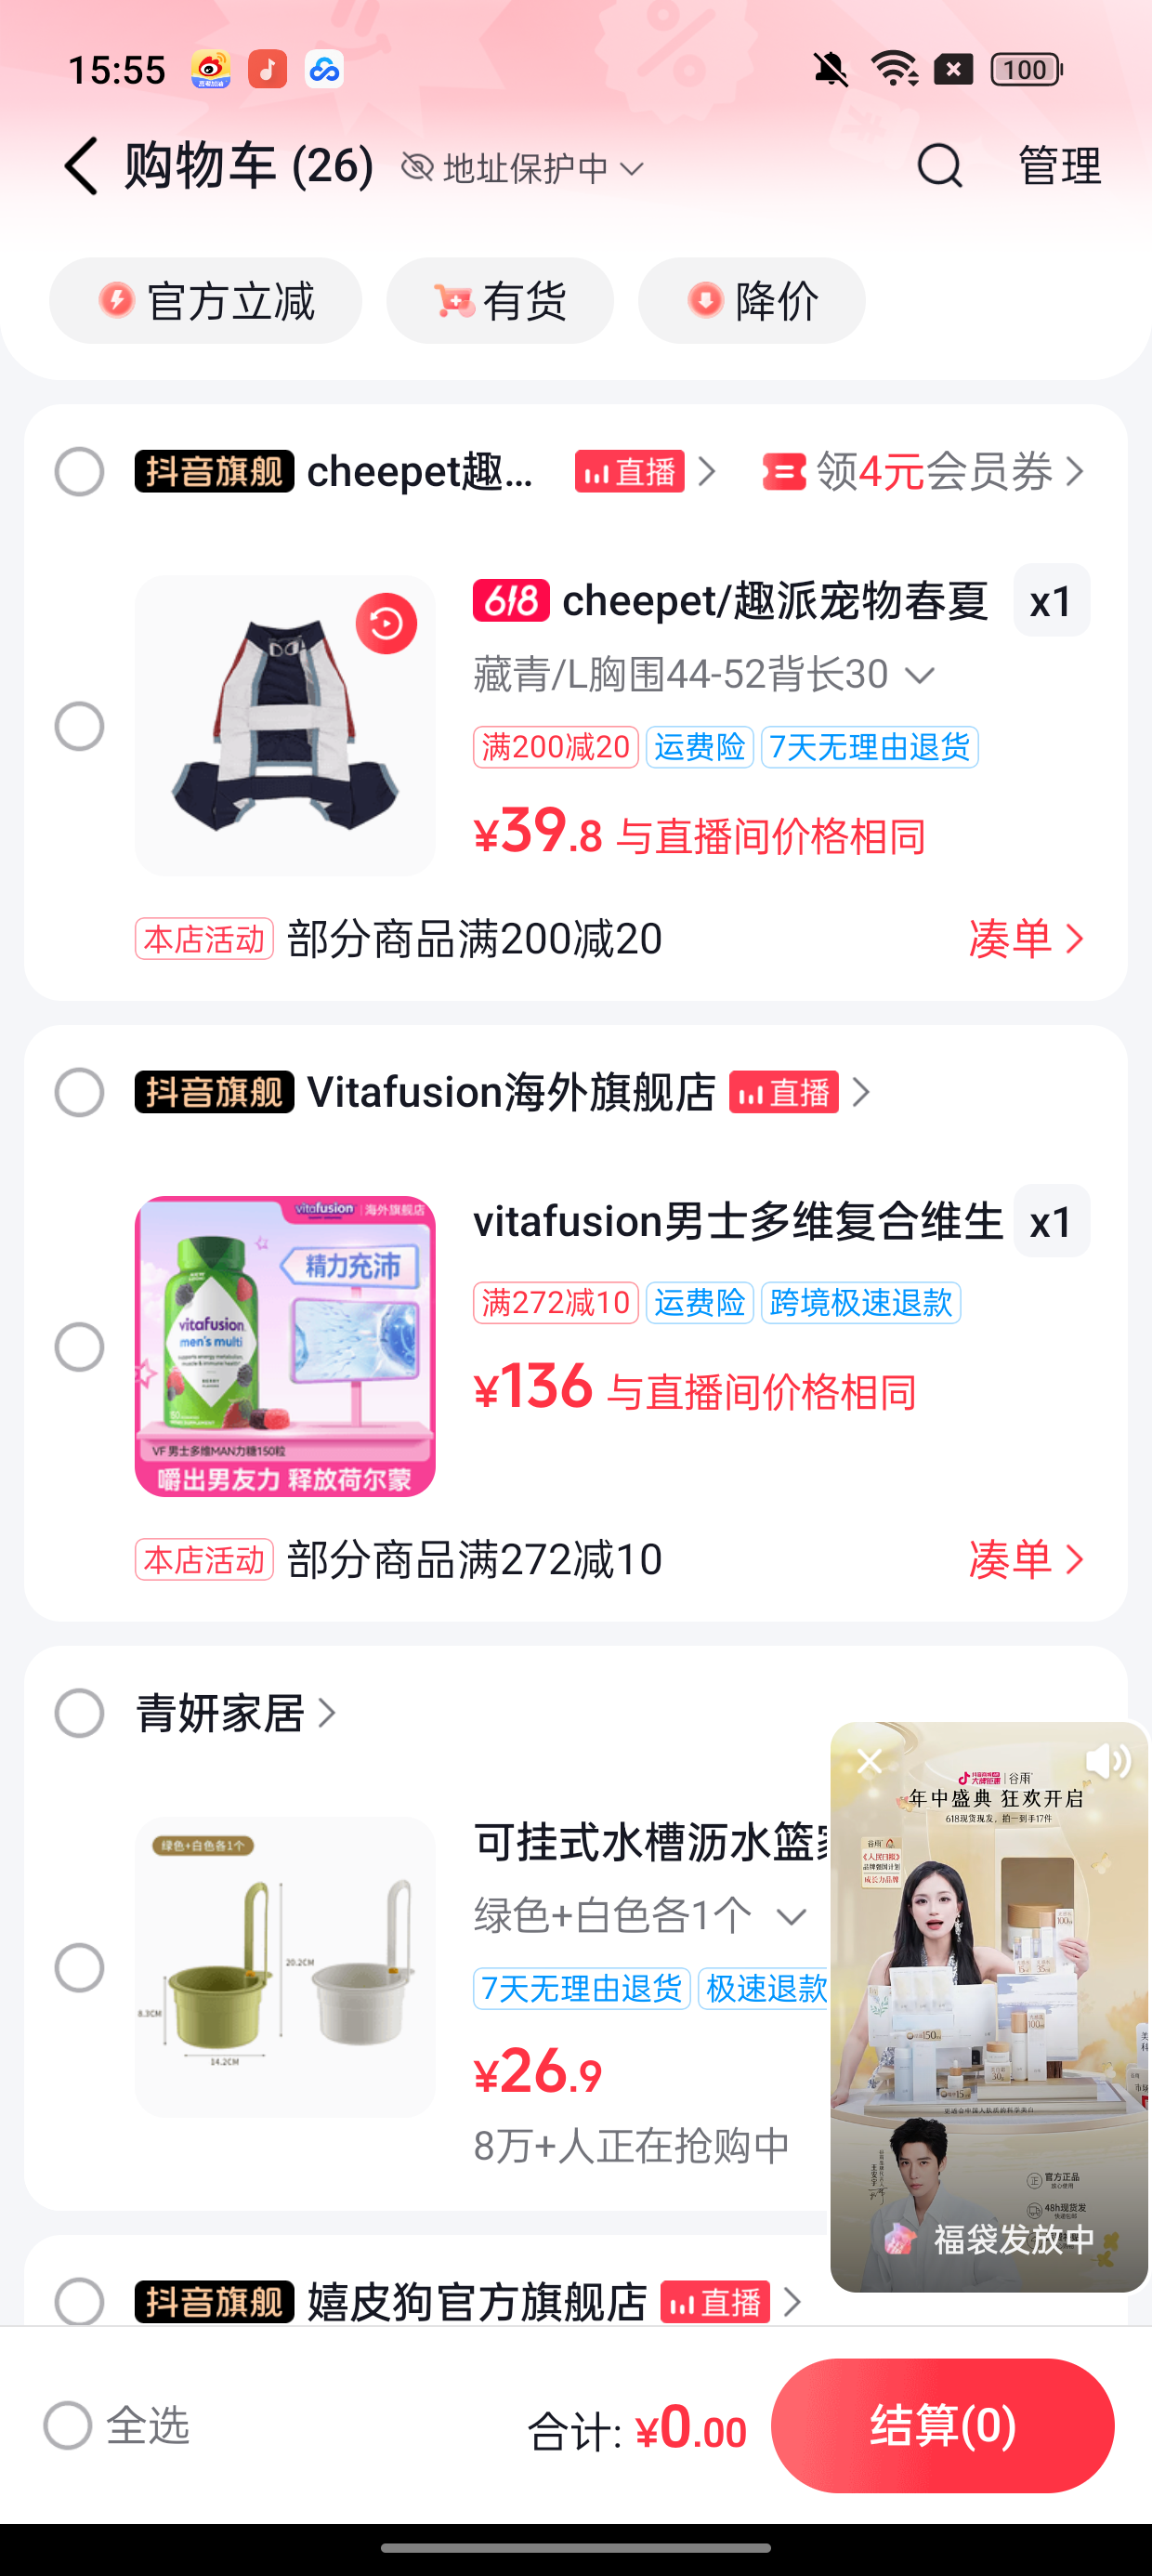 15:55
100
购物车 (26)
地址保护中
管理
官方立减
有货
降价
抖音旗舰 cheepet趣... 直播
领4元会员券
618 cheepet/趣派宠物春夏 x1
藏青/L胸围44-52背长30
满200减20 运费险 7天无理由退货
¥39.8 与直播间价格相同
本店活动 部分商品满200减20 凑单
抖音旗舰 Vitafusion海外旗舰店 直播
vitafusion 海外旗舰店
精力充沛
vitafusion
men's multi
VF 男士多维MAN力糖150粒
嚼出男友力 释放荷尔蒙
vitafusion男士多维复合维生 x1
满272减10 运费险 跨境极速退款
¥136 与直播间价格相同
本店活动 部分商品满272减10 凑单
青妍家居
绿色+白色各1个
20.2CM
8.3CM
14.2CM
可挂式水槽沥水篮
绿色+白色各1个
7天无理由退货 极速退款
¥26.9
8万+人正在抢购中
谷雨
年中盛典 狂欢开启
618现货现发，拍一到手17件
官方正品
48h现货发
福袋发放中
抖音旗舰 嬉皮狗官方旗舰店 直播
全选
合计: ¥0.00
结算(0)